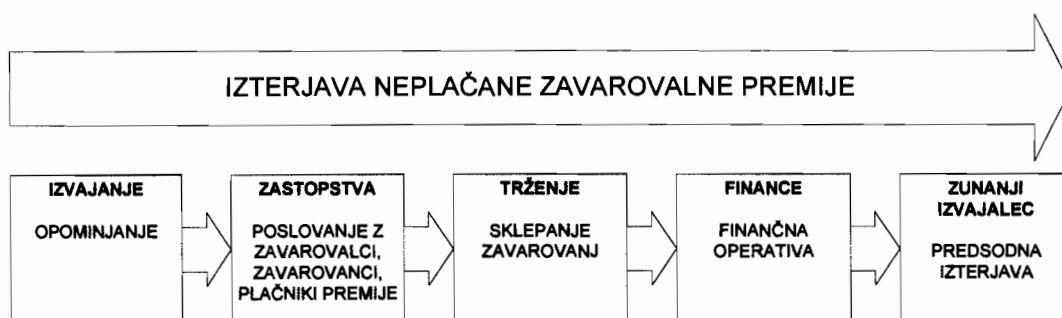 IZTERJAVA NEPLAČANE ZAVAROVALNE PREMIJE
IZVAJANJE
OPOMINJANJE
ZASTOPSTVA
POSLOVANJE Z
ZAVAROVALCI,
ZAVAROVANCI,
PLAČNIKI PREMIJE
TRŽENJE
SKLEPANJE
ZAVAROVANJ
FINANCE
FINANČNA
OPERATIVA
ZUNANJI
IZVAJALEC
PREDSODNA
IZTERJAVA